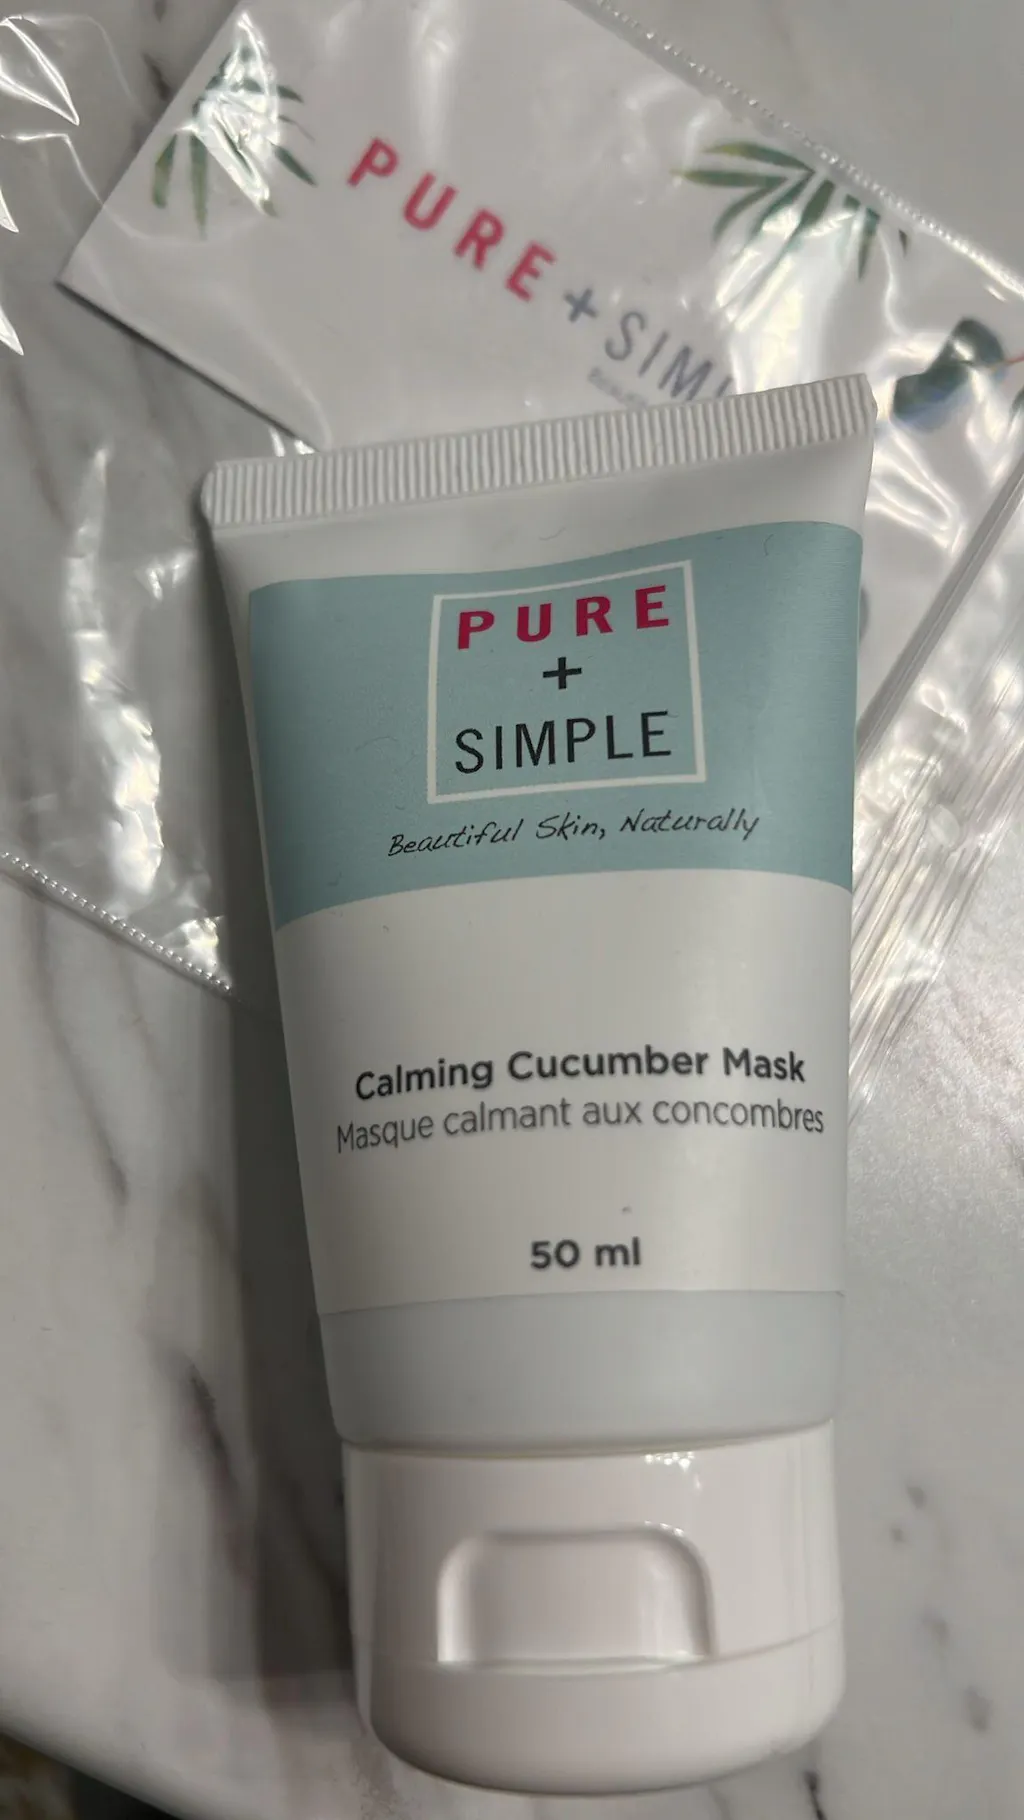 PURE + SIM
PURE
+
SIMPLE
Beautiful Skin, Naturally
Calming Cucumber Mask
Masque calmant aux concombres
50 ml